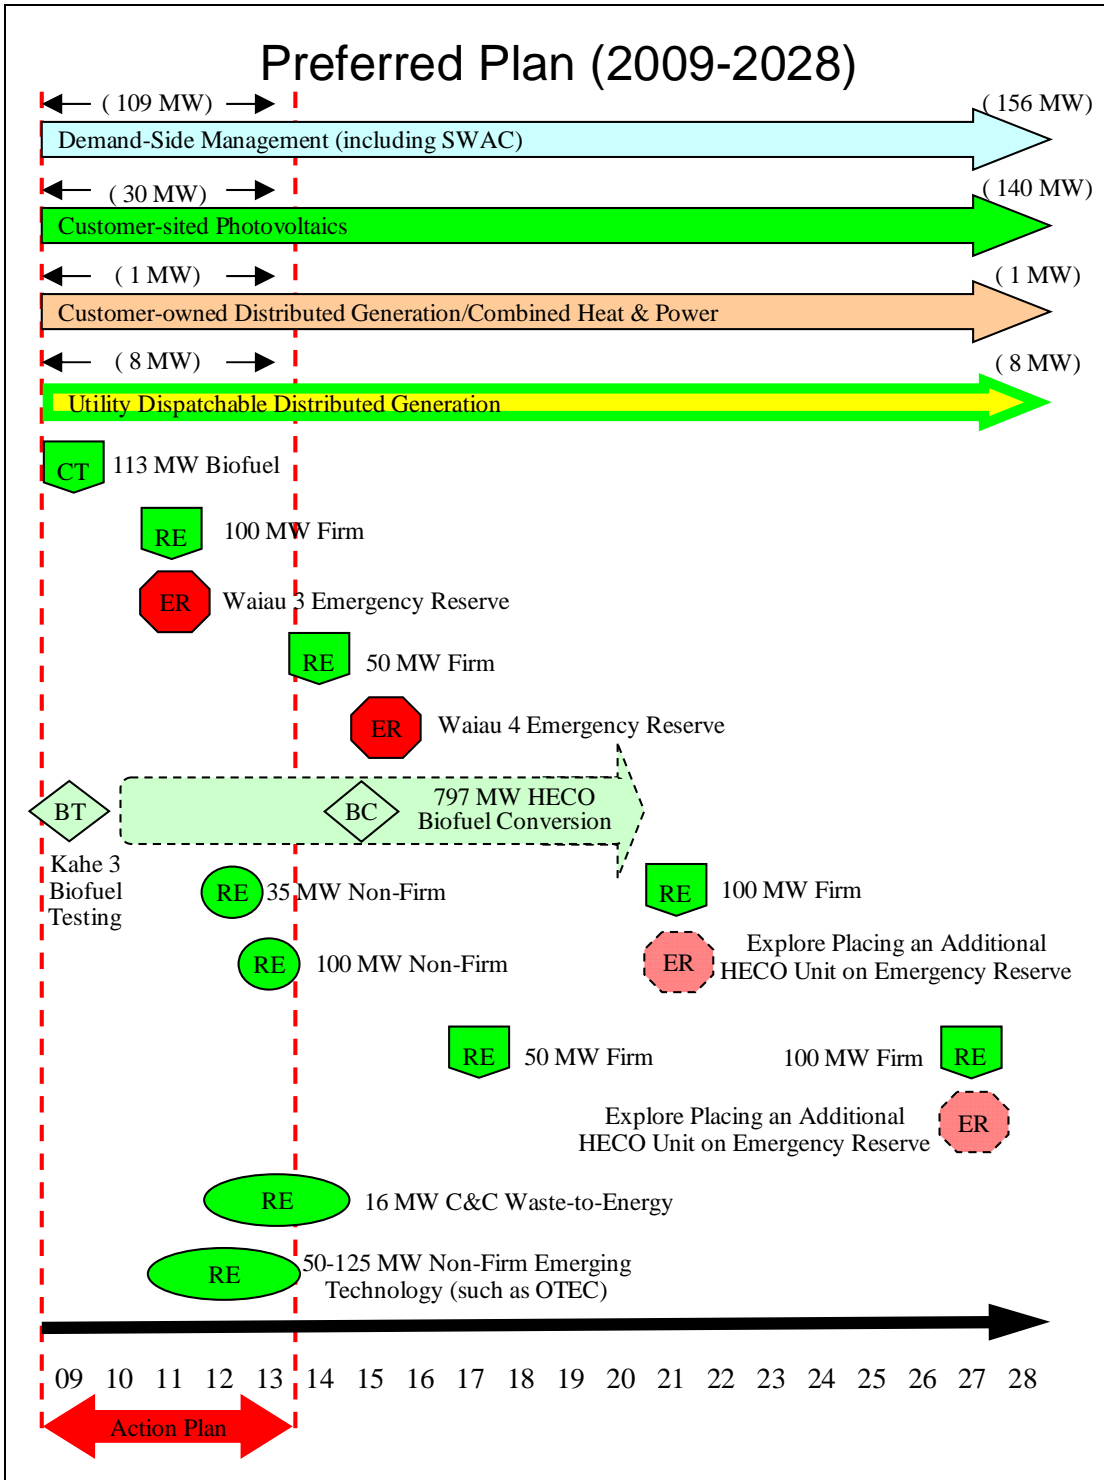 Preferred Plan (2009-2028)
( 109 MW)
( 156 MW)
Demand-Side Management (including SWAC)
( 30 MW)
( 140 MW)
Customer-sited Photovoltaics
( 1 MW)
( 1 MW)
Customer-owned Distributed Generation/Combined Heat & Power
( 8 MW)
( 8 MW)
Utility Dispatchable Distributed Generation
CT
113 MW Biofuel
RE
100 MW Firm
ER
Waiau 3 Emergency Reserve
RE
50 MW Firm
ER
Waiau 4 Emergency Reserve
BT
Kahe 3
Biofuel
Testing
BC
797 MW HECO
Biofuel Conversion
RE
35 MW Non-Firm
RE
100 MW Firm
RE
100 MW Non-Firm
ER
Explore Placing an Additional
HECO Unit on Emergency Reserve
RE
50 MW Firm
100 MW Firm
RE
Explore Placing an Additional
HECO Unit on Emergency Reserve
ER
RE
16 MW C&C Waste-to-Energy
RE
50-125 MW Non-Firm Emerging
Technology (such as OTEC)
09 10 11 12 13 14 15 16 17 18 19 20 21 22 23 24 25 26 27 28
Action Plan